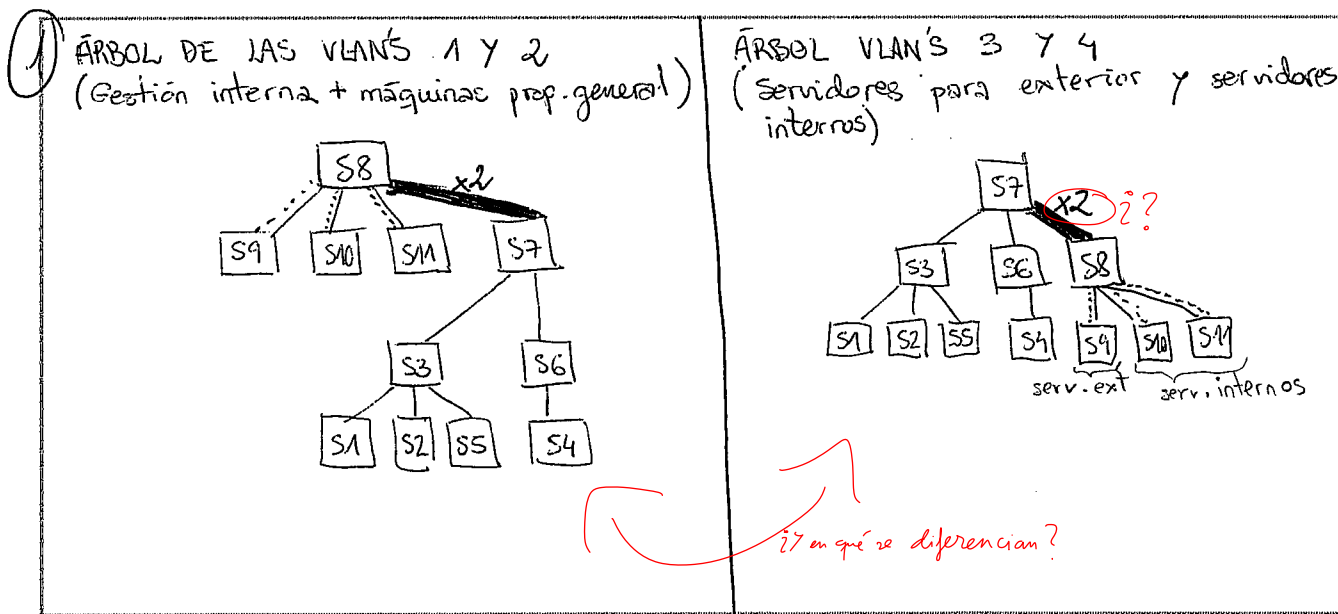 1
ÁRBOL DE LAS VLAN'S 1 Y 2
(Gestión interna + máquinas prop. general)
S8
x2
S9
S10
S11
S7
S3
S6
S1
S2
S5
S4
ÁRBOL VLAN'S 3 Y 4
(Servidores para exterior y servidores
internos)
S7
x2
¿?
S3
S6
S8
S1
S2
S5
S4
S9
S10
S11
serv. ext
serv. internos
¿Y en qué se diferencian?